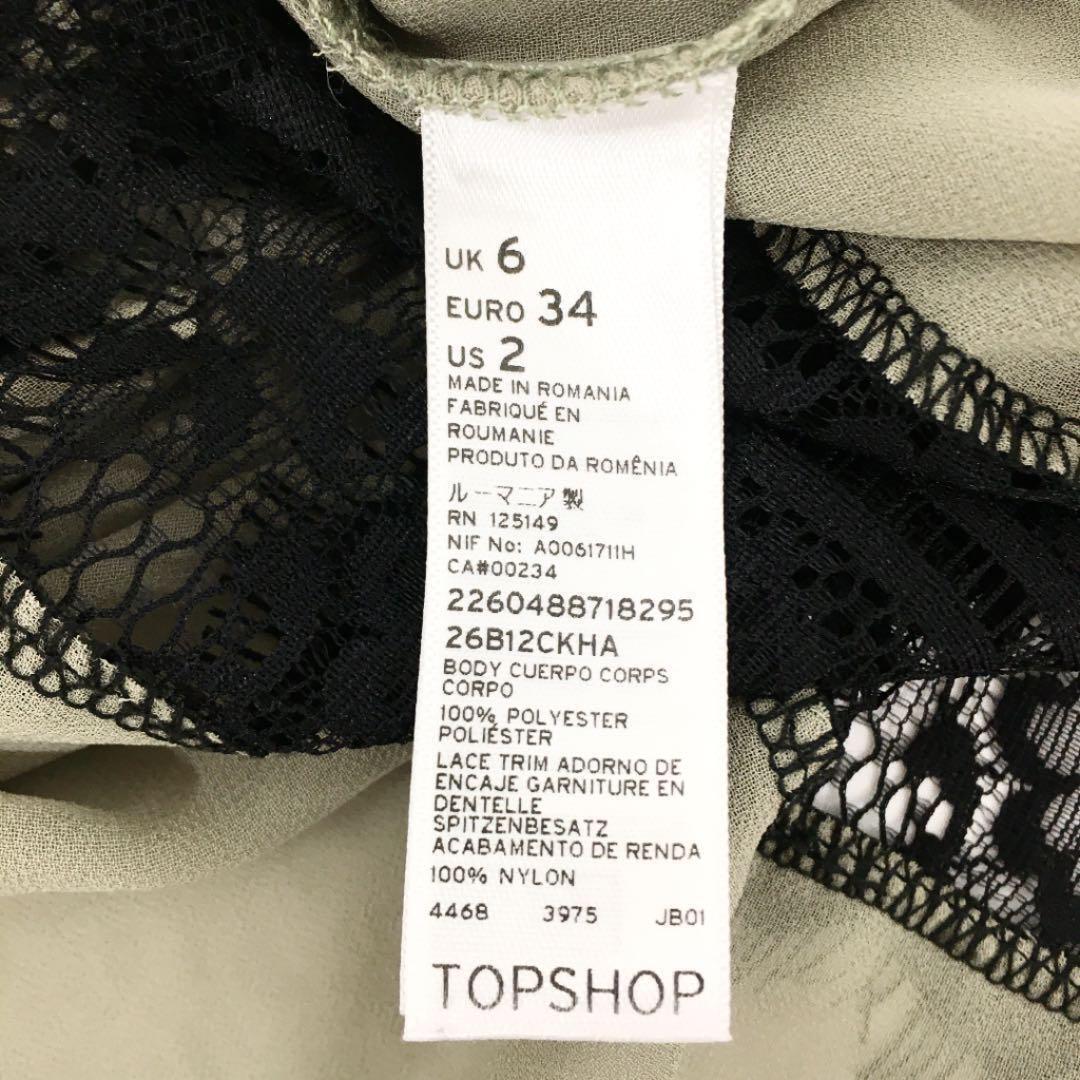 UK 6
EURO 34
US 2
MADE IN ROMANIA
FABRIQUÉ EN
ROUMANIE
PRODUTO DA ROMÊNIA
ルーマニア製
RN 125149
NIF No: A0061711H
CA#00234
2260488718295
26B12CKHA
BODY CUERPO CORPS
CORPO
100% POLYESTER
POLIÉSTER
LACE TRIM ADORNO DE
ENCAJE GARNITURE EN
DENTELLE
SPITZENBESATZ
ACABAMENTO DE RENDA
100% NYLON
4468 3975 JB01
TOPSHOP